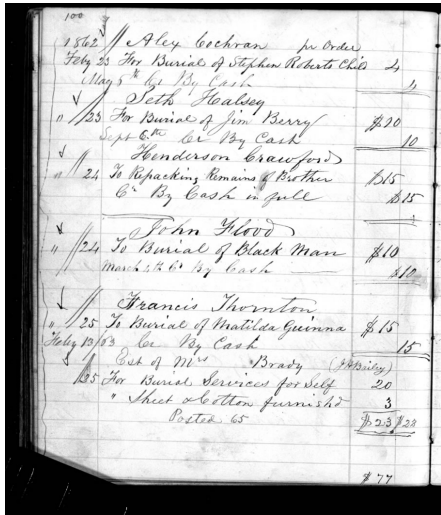 100
1862 Alex Cochran pr Order
Feby 23 For Burial of Stephen Roberts Child 4
May 8th Cr By Cash 4
Seth Halsey
" 23 For Burial of Jim Berry $20
Sept 6th Cr By Cash 10
Henderson Crawford
" 24 To Repacking Remains of Brother $15
Cr By Cash in full $15
John Flood
" 24 To Burial of Black Man $10
March 4th Cr By Cash $10
Francis Thornton
" 25 To Burial of Matilda Guinna $15
Feby 13/63 Cr By Cash 15
Est of Mrs Brady
25 For Burial Services for Self 20
" Sheet & Cotton furnishd 3
Posted 65 $23 $28
$77